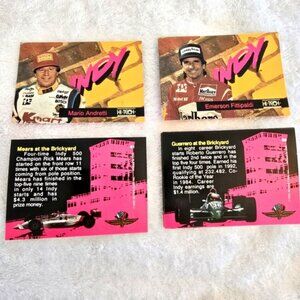 INDY
HI-TECH
Mario Andretti
INDY
HI-TECH
Marlboro
Emerson Fittipaldi
Mears at the Brickyard
Four-time Indy 500
Champion Rick Mears has
started on the front row 11
times with six of those starts
coming from pole position.
Mears has finished in the
top-five nine times
in only 14 Indy
starts and has
$4.3 million in
prize money.
Guerrero at the Brickyard
In eight career Brickyard
starts Roberto Guerrero has
finished 2nd twice and in the
top four four times. Earned his
first Indy 500 pole in 1992,
qualifying at 232.482. Co-
Rookie of the
Year in 1984. Career
Indy earnings are
$1.4 million.